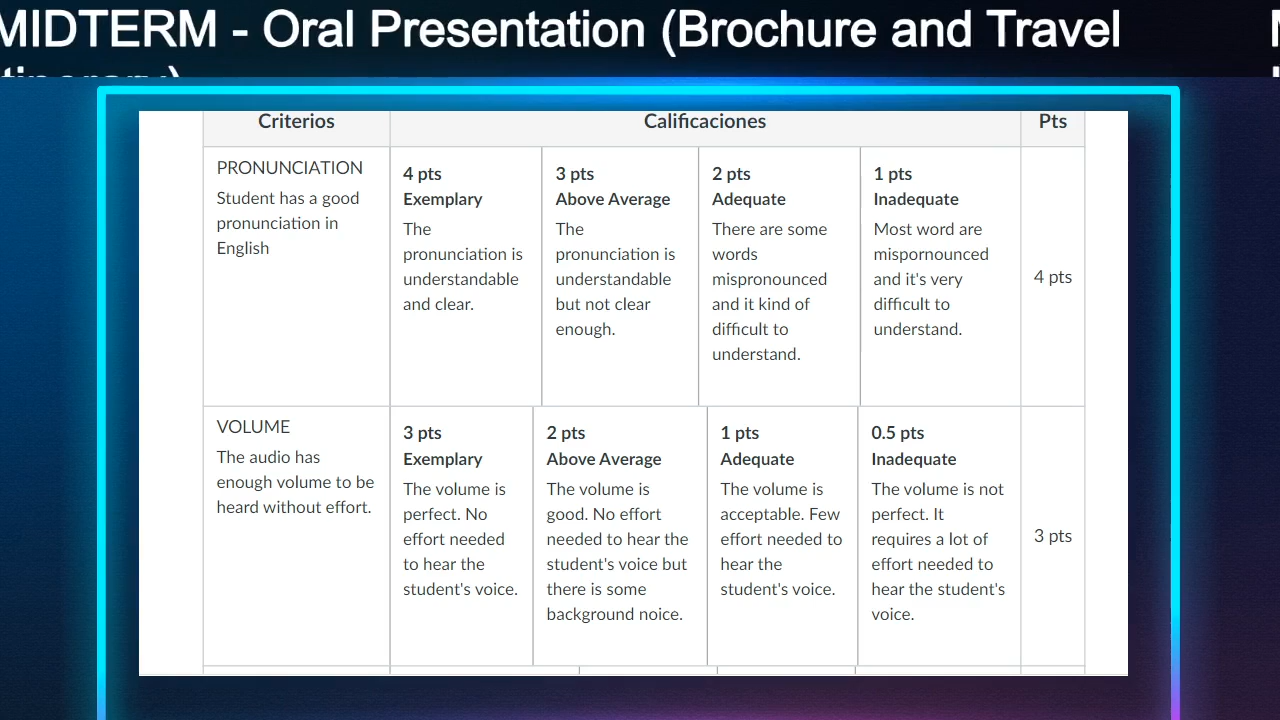 MIDTERM - Oral Presentation (Brochure and Travel
Criterios
Calificaciones
Pts
PRONUNCIATION
Student has a good
pronunciation in
English
4 pts
Exemplary
The
pronunciation is
understandable
and clear.
3 pts
Above Average
The
pronunciation is
understandable
but not clear
enough.
2 pts
Adequate
There are some
words
mispronounced
and it kind of
difficult to
understand.
1 pts
Inadequate
Most word are
mispornounced
and it's very
difficult to
understand.
4 pts
VOLUME
The audio has
enough volume to be
heard without effort.
3 pts
Exemplary
The volume is
perfect. No
effort needed
to hear the
student's voice.
2 pts
Above Average
The volume is
good. No effort
needed to hear the
student's voice but
there is some
background noice.
1 pts
Adequate
The volume is
acceptable. Few
effort needed to
hear the
student's voice.
0.5 pts
Inadequate
The volume is not
perfect. It
requires a lot of
effort needed to
hear the student's
voice.
3 pts